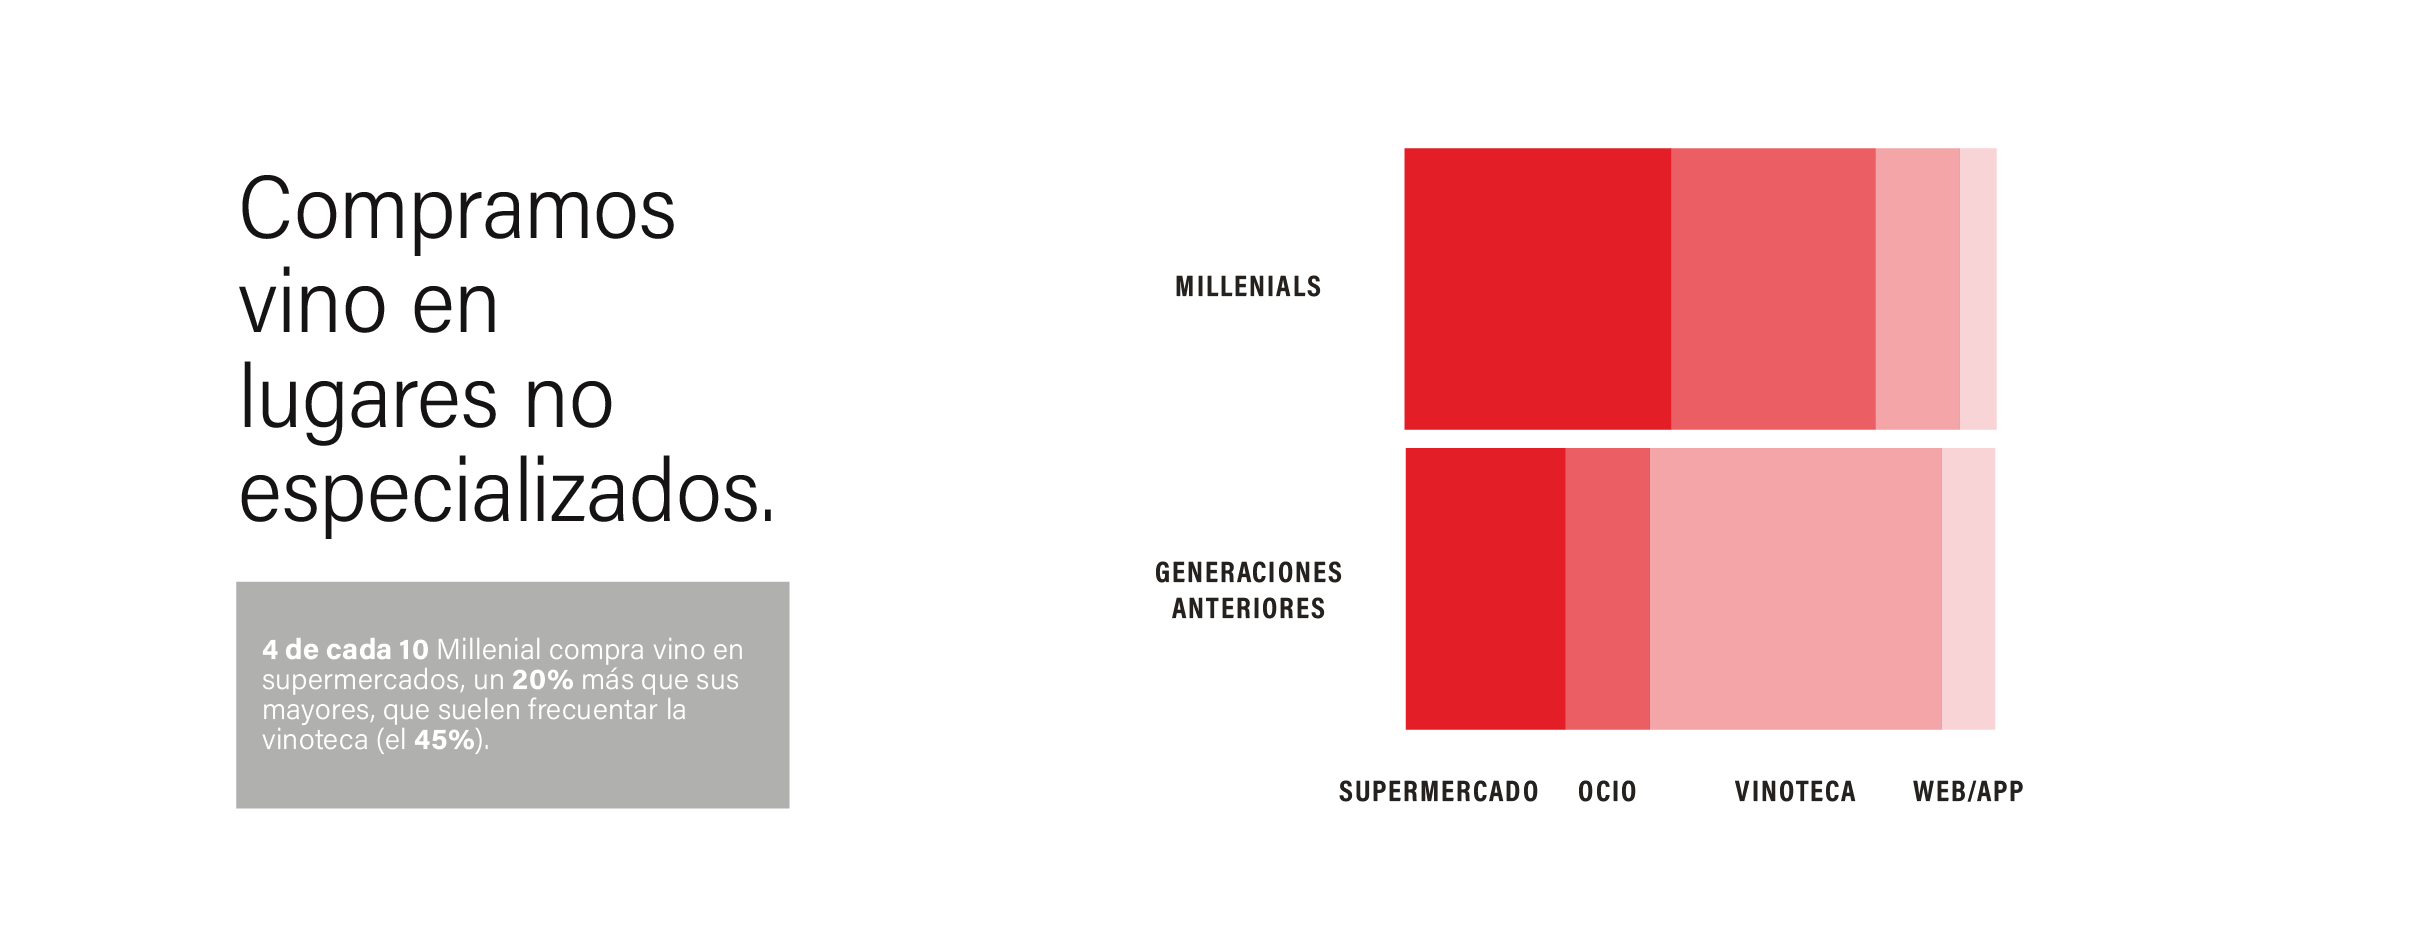 Compramos
vino en
lugares no
especializados.
4 de cada 10 Millenial compra vino en
supermercados, un 20% más que sus
mayores, que suelen frecuentar la
vinoteca (el 45%).
MILLENIALS
GENERACIONES
ANTERIORES
SUPERMERCADO OCIO VINOTECA WEB/APP